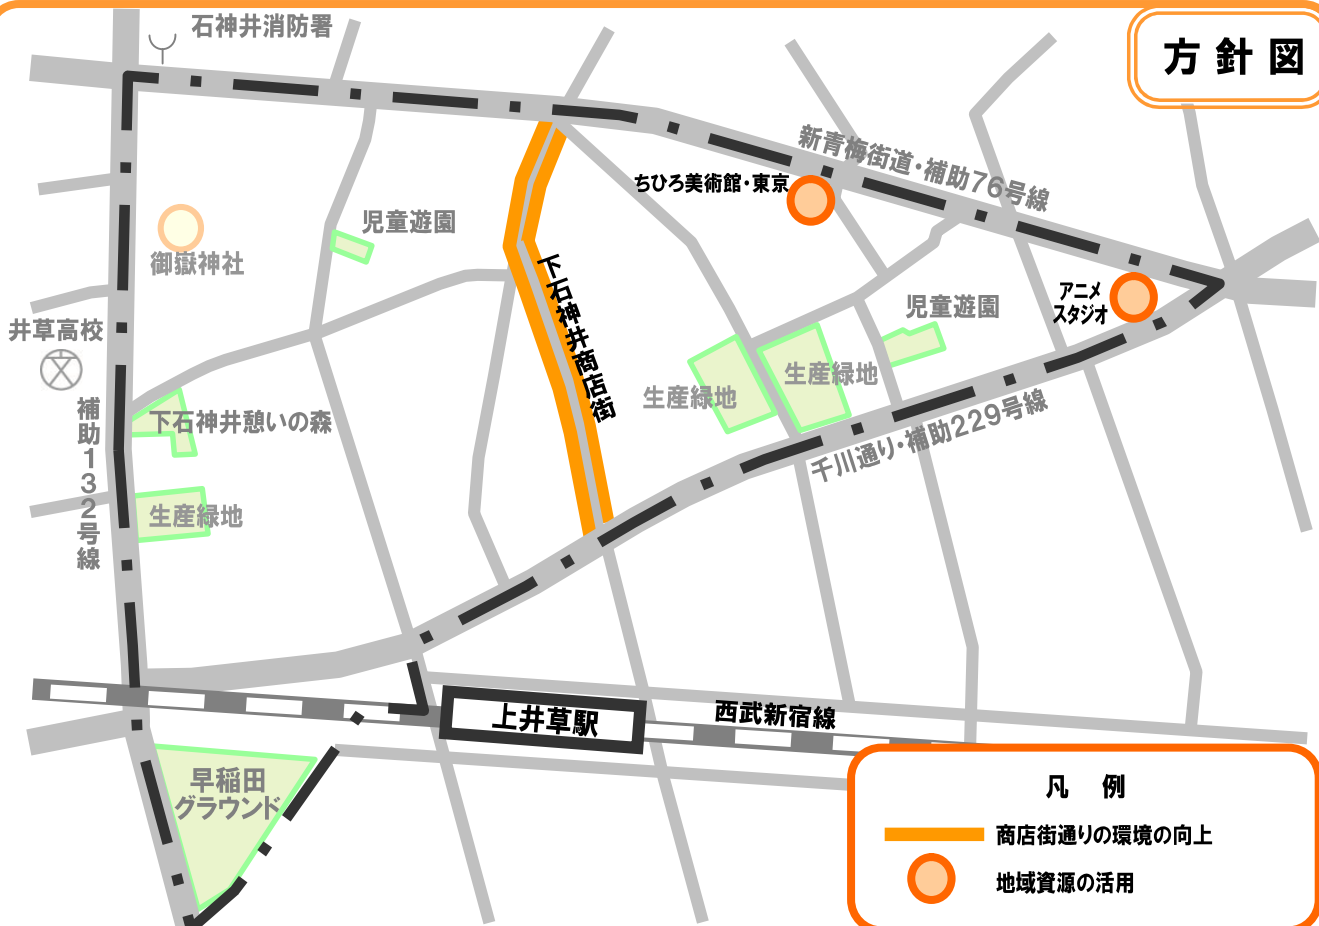 石神井消防署
方針図
新青梅街道・補助76号線
ちひろ美術館・東京
児童遊園
御嶽神社
下石神井商店街
アニメ
スタジオ
児童遊園
井草高校
生産緑地
生産緑地
補助132号線
下石神井憩いの森
千川通り・補助229号線
生産緑地
上井草駅
西武新宿線
早稲田
グラウンド
凡 例
商店街通りの環境の向上
地域資源の活用